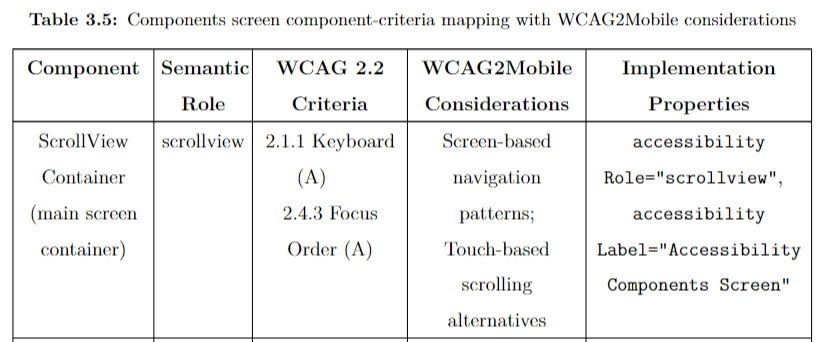 Table 3.5: Components screen component-criteria mapping with WCAG2Mobile considerations
Component Semantic Role WCAG 2.2 Criteria WCAG2Mobile Considerations Implementation Properties
ScrollView scrollview 2.1.1 Keyboard Screen-based accessibility
Container (A) navigation Role="scrollview",
(main screen 2.4.3 Focus patterns; accessibility
container) Order (A) Touch-based Label="Accessibility
scrolling Components Screen"
alternatives